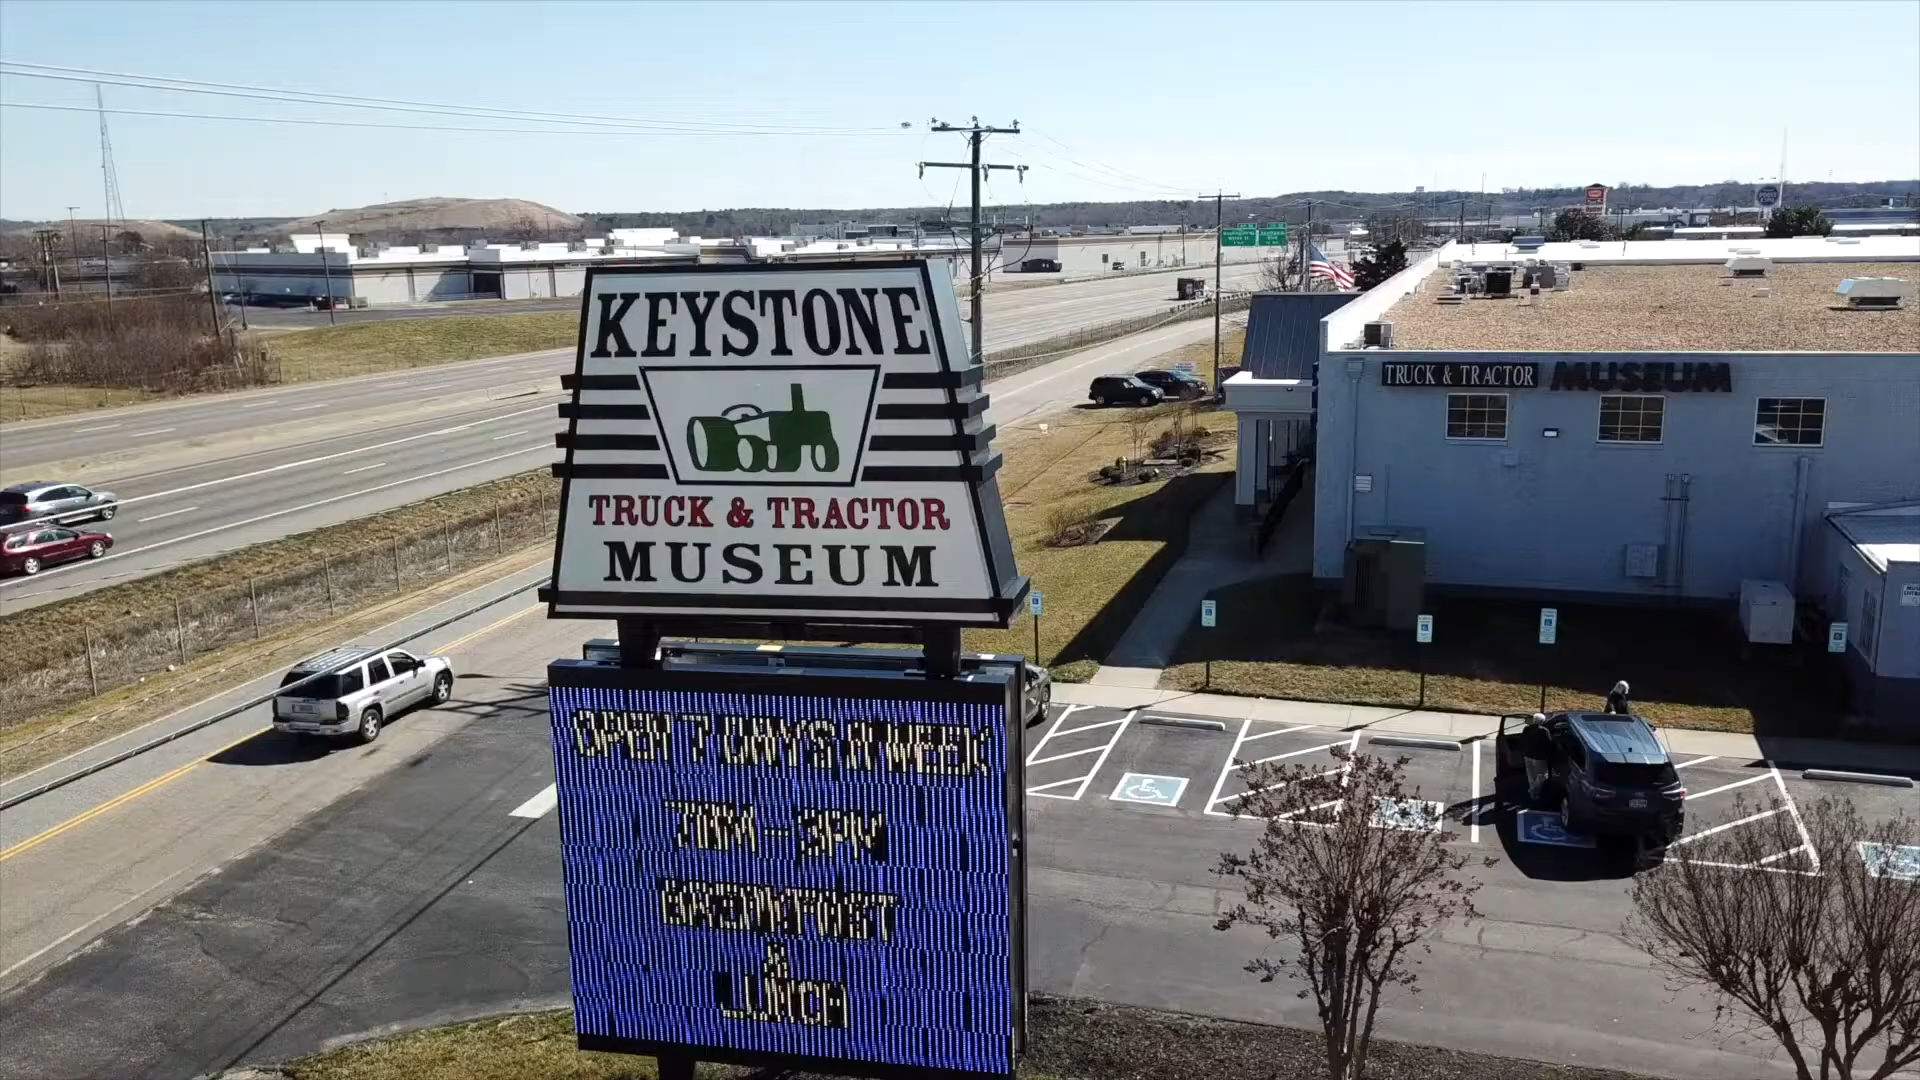 KEYSTONE
TRUCK & TRACTOR
MUSEUM
OPEN 7 DAYS A WEEK
7AM - 3PM
BREAKFAST
&
LUNCH
TRUCK & TRACTOR MUSEUM